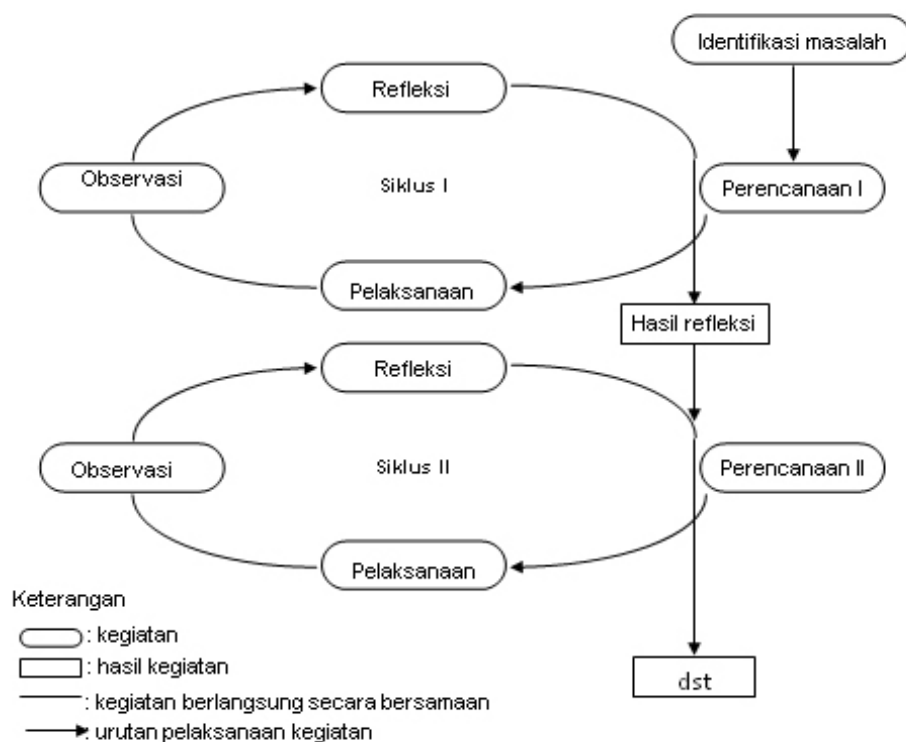 Identifikasi masalah
Refleksi
Observasi
Siklus I
Perencanaan I
Pelaksanaan
Hasil refleksi
Refleksi
Observasi
Siklus II
Perencanaan II
Pelaksanaan
Keterangan
: kegiatan
: hasil kegiatan
: kegiatan berlangsung secara bersamaan
: urutan pelaksanaan kegiatan
dst